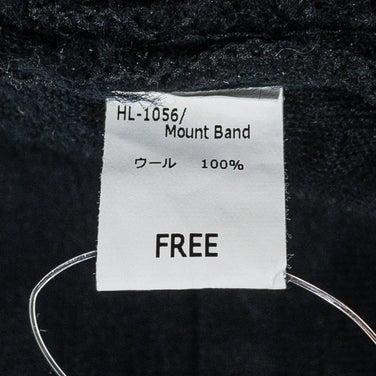 HL-1056/
Mount Band
ウール 100%
FREE